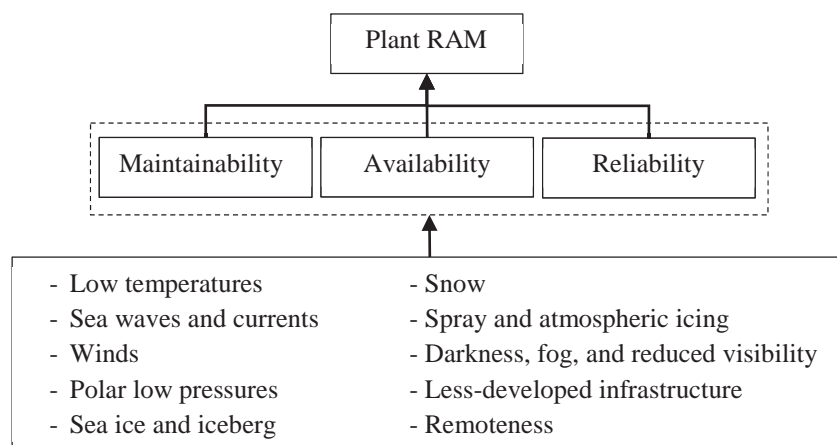 Plant RAM
Maintainability
Availability
Reliability
- Low temperatures
- Sea waves and currents
- Winds
- Polar low pressures
- Sea ice and iceberg
- Snow
- Spray and atmospheric icing
- Darkness, fog, and reduced visibility
- Less-developed infrastructure
- Remoteness